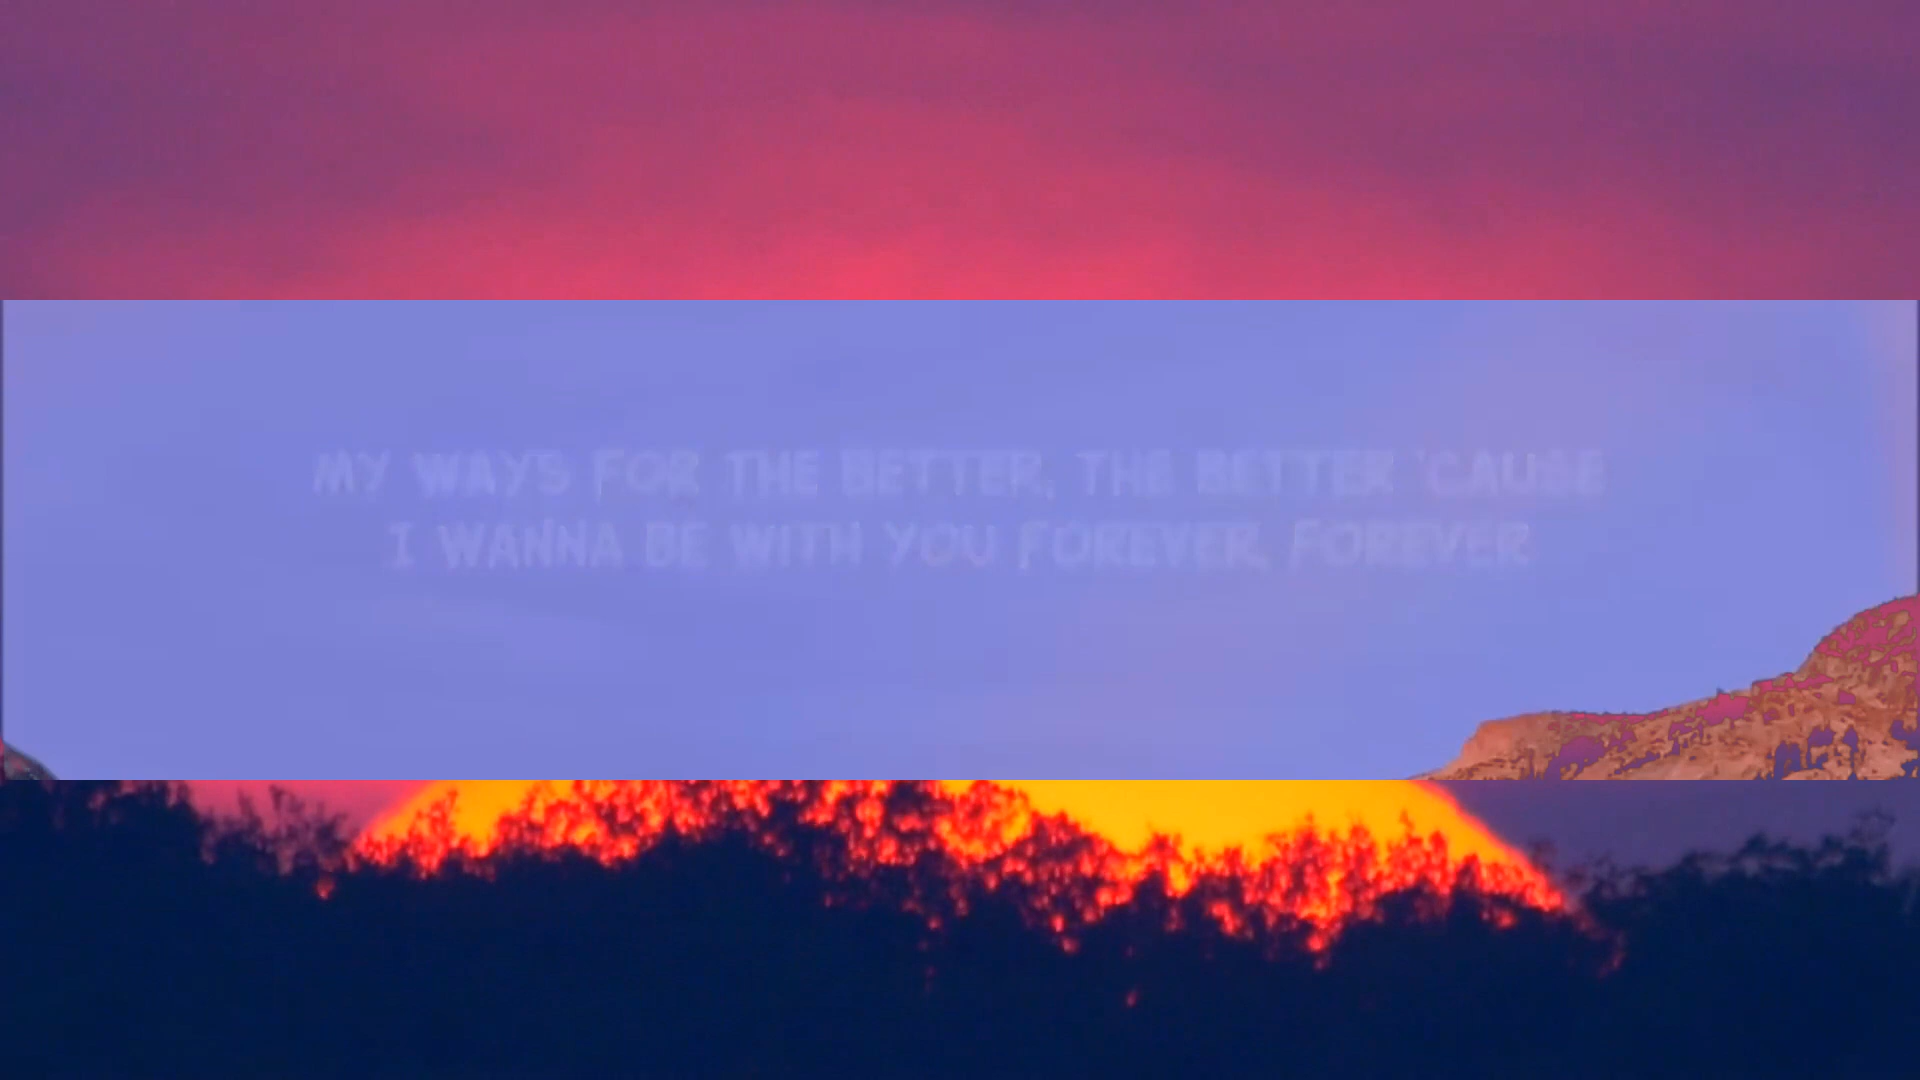 MY WAYS FOR THE BETTER, THE BETTER 'CAUSE
I WANNA BE WITH YOU FOREVER, FOREVER